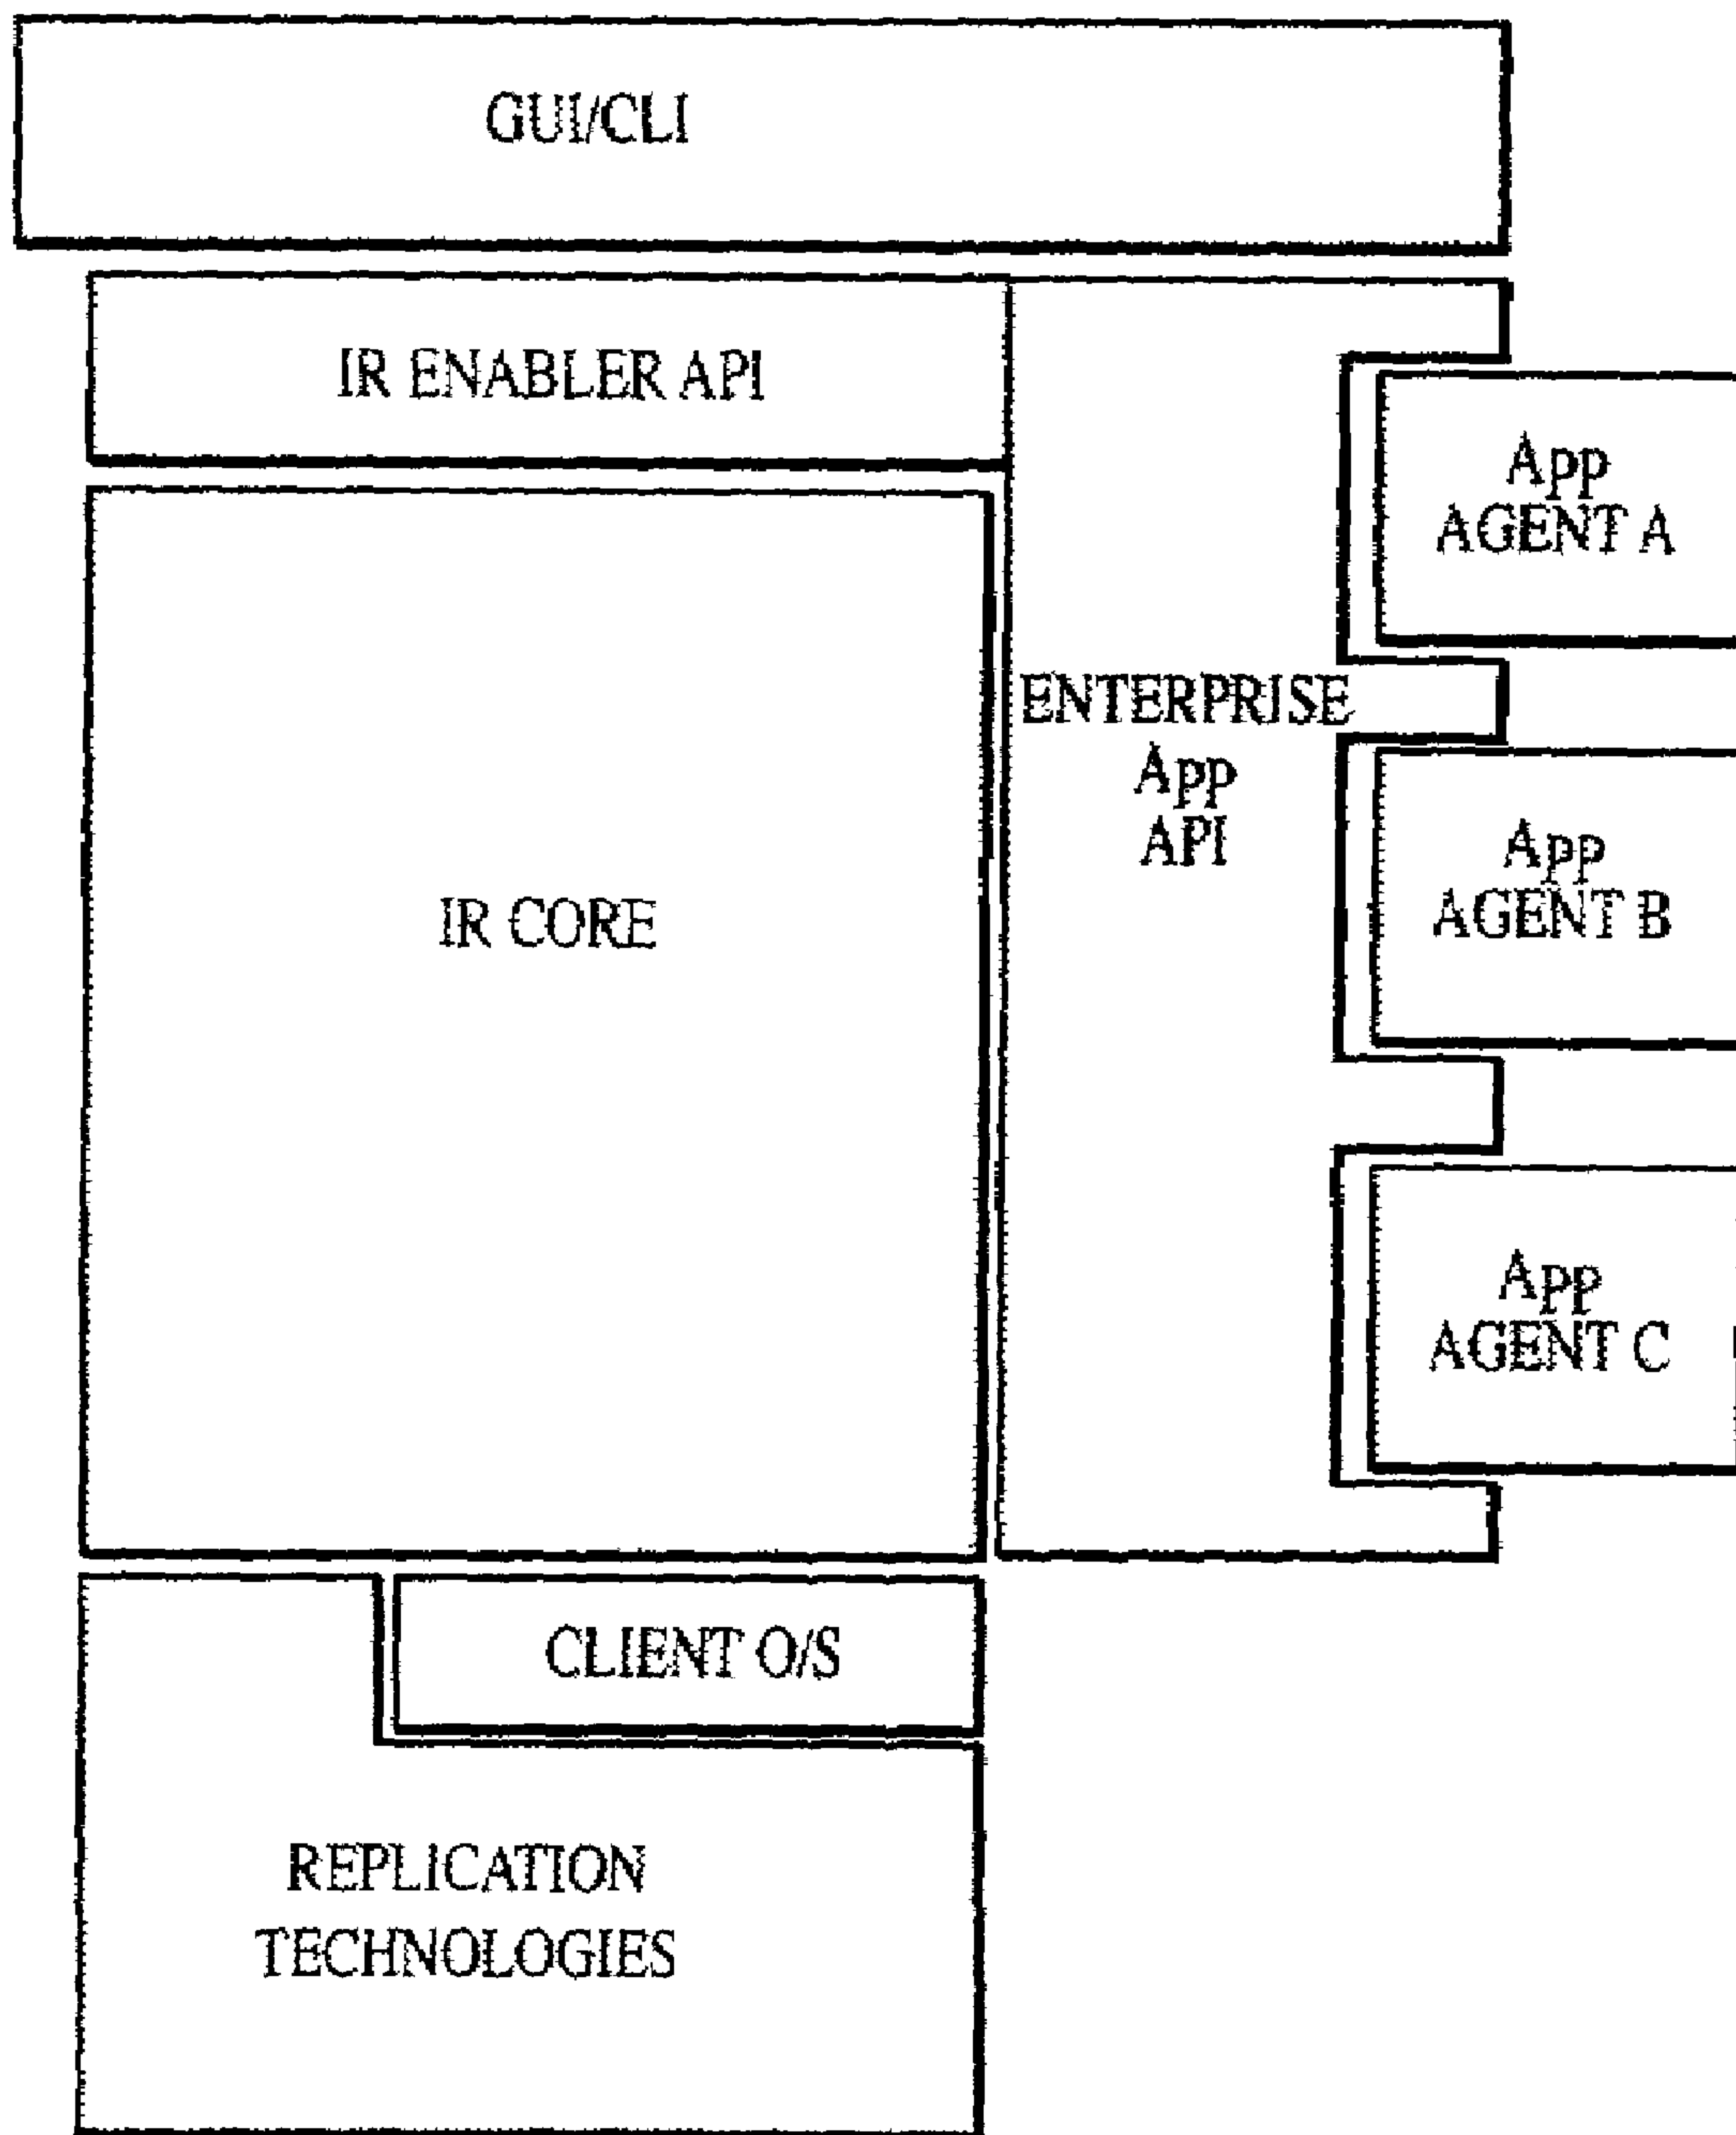 GUI/CLI
IR ENABLER API
App
AGENT A
ENTERPRISE
App
API
App
AGENT B
IR CORE
App
AGENT C
CLIENT O/S
REPLICATION
TECHNOLOGIES